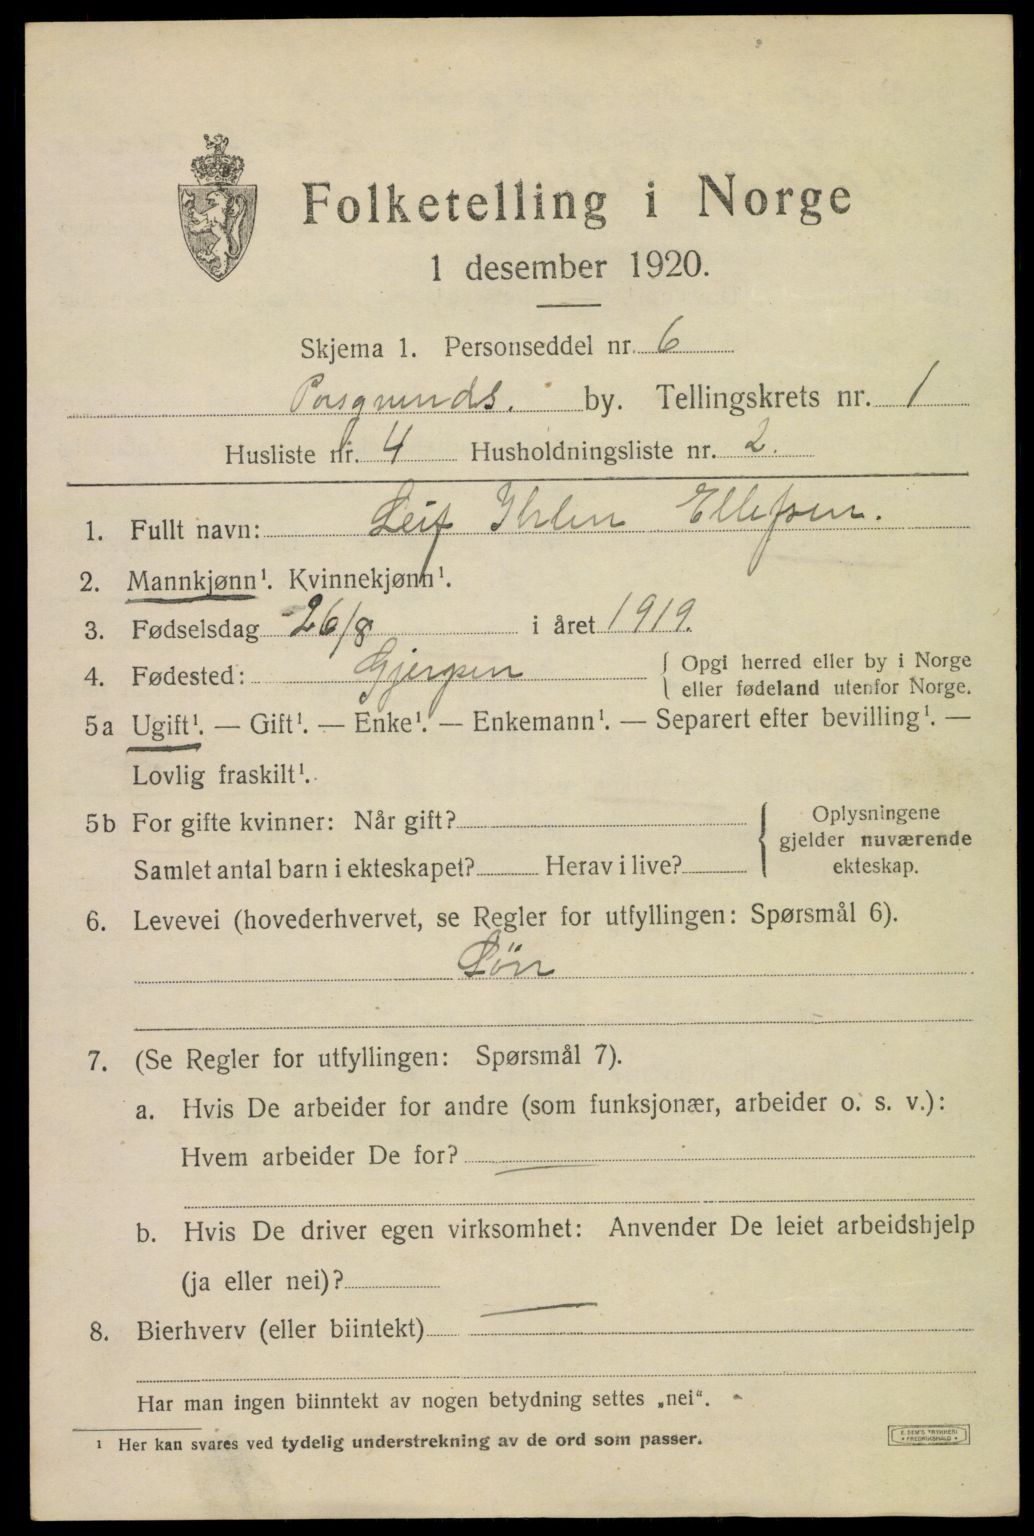 Folketelling i Norge
1 desember 1920.
Skjema 1. Personseddel nr. 6
Porsgrunds. by. Tellingskrets nr. 1
Husliste nr. 4 Husholdningsliste nr. 2.
1. Fullt navn: Leif Ihlen Ellefsen.
2. Mannkjønn¹. Kvinnekjønn¹.
3. Fødselsdag 26/8 i året 1919.
4. Fødested: Gjerpen { Opgi herred eller by i Norge
eller fødeland utenfor Norge.
5a Ugift¹. — Gift¹. — Enke¹. — Enkemann¹. — Separert efter bevilling¹. —
Lovlig fraskilt¹.
5b For gifte kvinner: Når gift? { Oplysningene
gjelder nuværende
Samlet antal barn i ekteskapet? Herav i live? ekteskap.
6. Levevei (hovederhvervet, se Regler for utfyllingen: Spørsmål 6).
Sön
7. (Se Regler for utfyllingen: Spørsmål 7).
a. Hvis De arbeider for andre (som funksjonær, arbeider o. s. v.):
Hvem arbeider De for? —
b. Hvis De driver egen virksomhet: Anvender De leiet arbeidshjelp
(ja eller nei)?
8. Bierhverv (eller biintekt) —
Har man ingen biinntekt av nogen betydning settes „nei“.
¹ Her kan svares ved tydelig understrekning av de ord som passer.
E. SEM'S TRYKKERI
• FREDRIKSHALD •